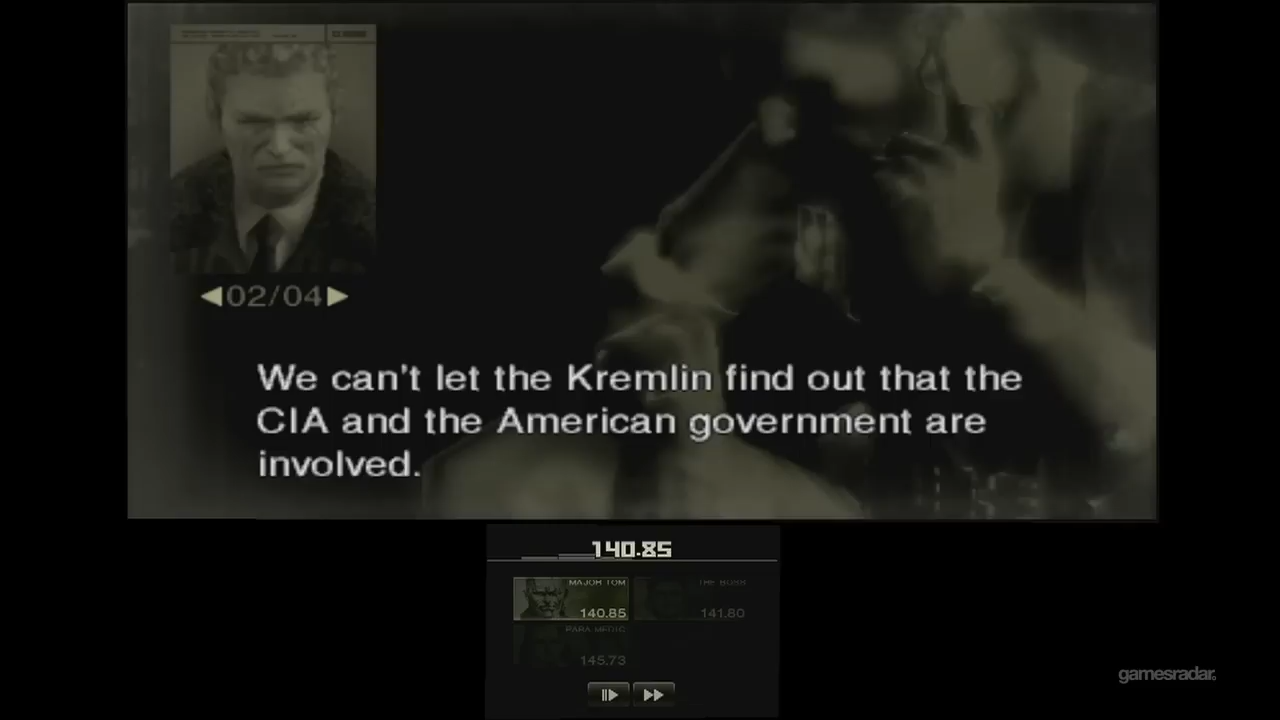 02/04
We can't let the Kremlin find out that the
CIA and the American government are
involved.
140.85
MAJOR TOM
140.85
THE BOSS
141.80
PARA-MEDIC
145.73
gamesradar.